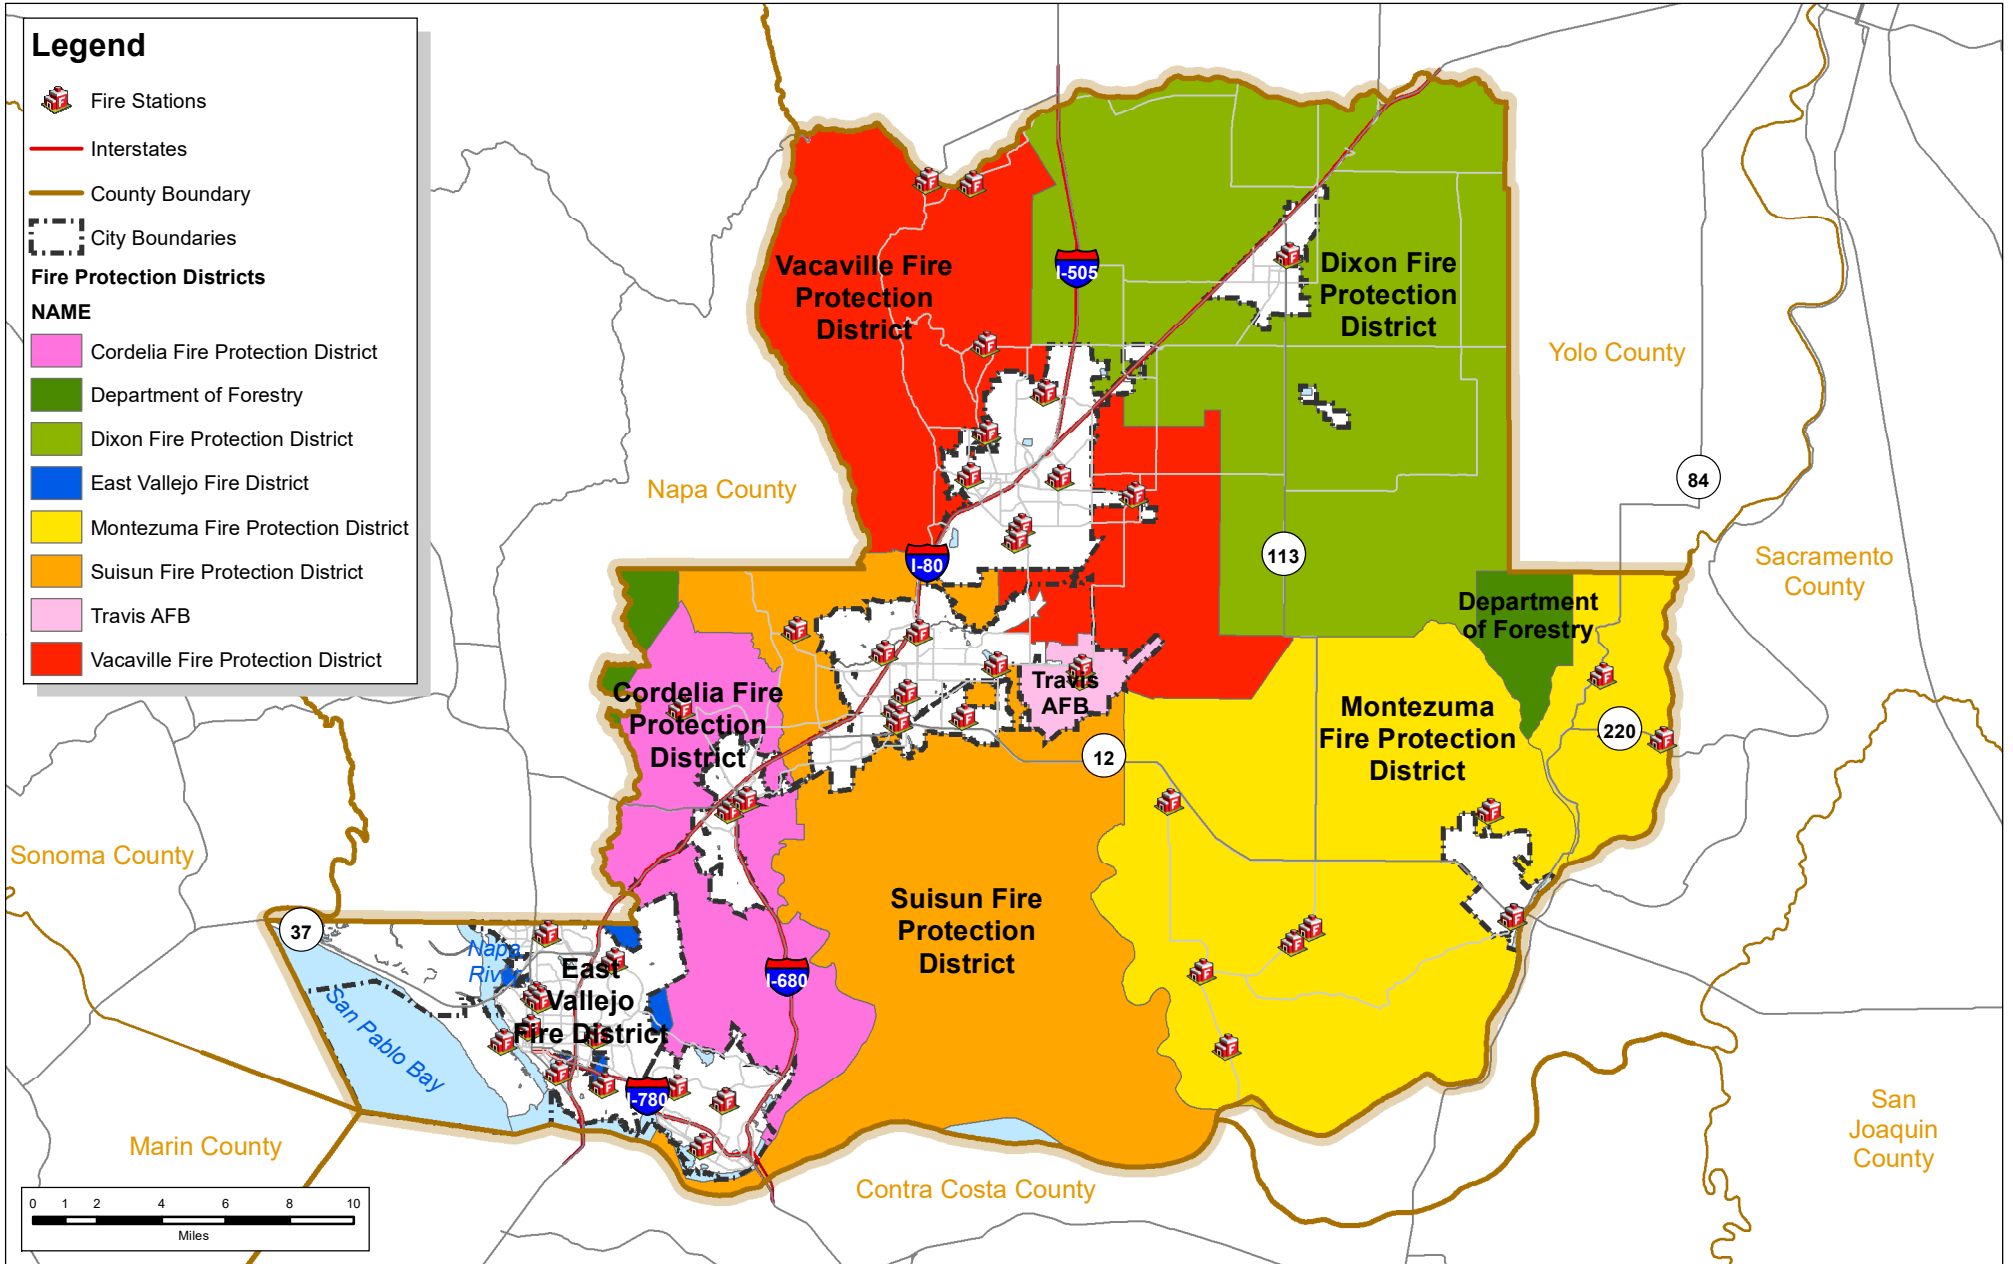 Legend
Fire Stations
Interstates
County Boundary
City Boundaries
Fire Protection Districts
NAME
Cordelia Fire Protection District
Department of Forestry
Dixon Fire Protection District
East Vallejo Fire District
Montezuma Fire Protection District
Suisun Fire Protection District
Travis AFB
Vacaville Fire Protection District
Vacaville Fire
Protection
District
I-505
Dixon Fire
Protection
District
Yolo County
Napa County
84
I-80
113
Sacramento
County
Department
of Forestry
Cordelia Fire
Protection
District
Travis
AFB
Montezuma
Fire Protection
District
220
12
Sonoma County
Suisun Fire
Protection
District
37
Napa
River
East
Vallejo
Fire District
I-680
San Pablo Bay
I-780
Marin County
San
Joaquin
County
Contra Costa County
0 1 2 4 6 8 10
Miles